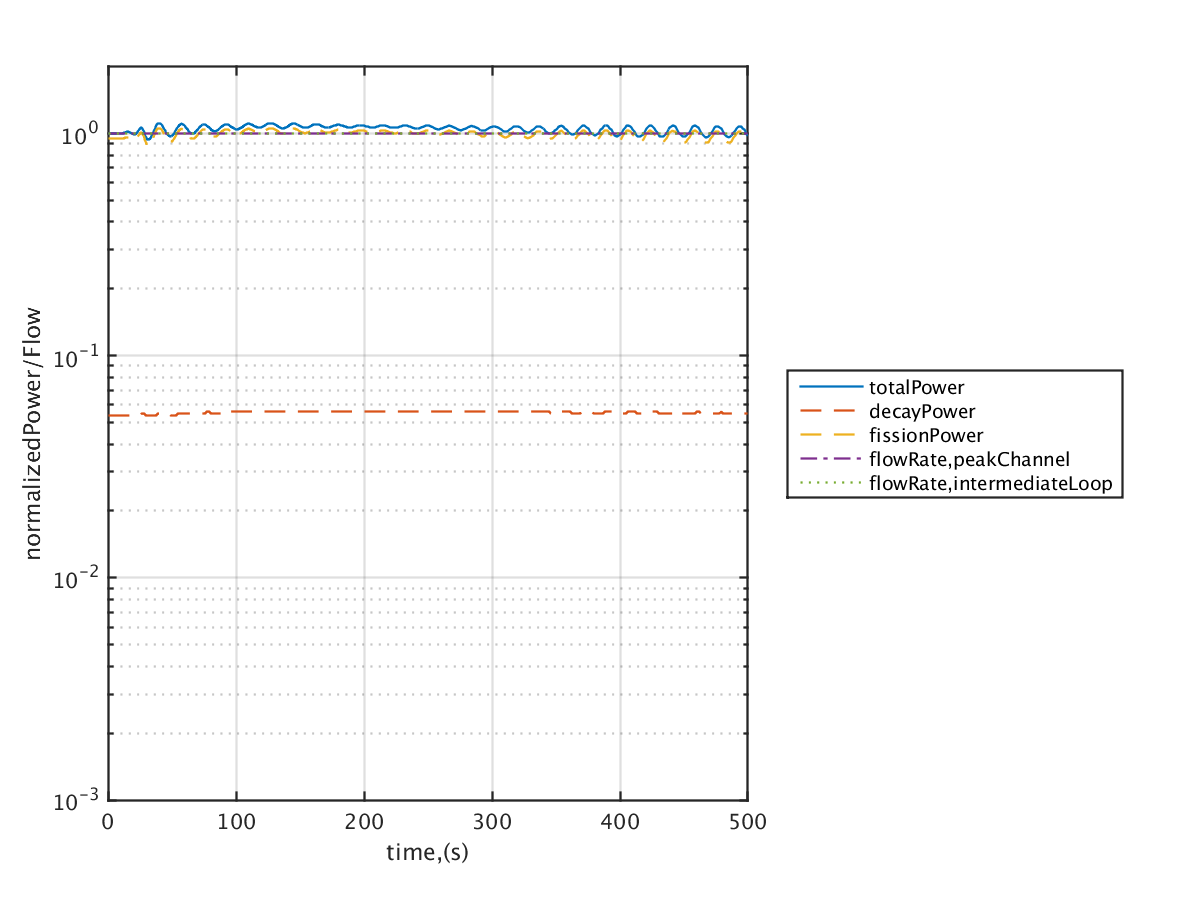 10^0
10^-1
10^-2
10^-3
normalizedPower/Flow
0 100 200 300 400 500
time,(s)
totalPower
decayPower
fissionPower
flowRate,peakChannel
flowRate,intermediateLoop